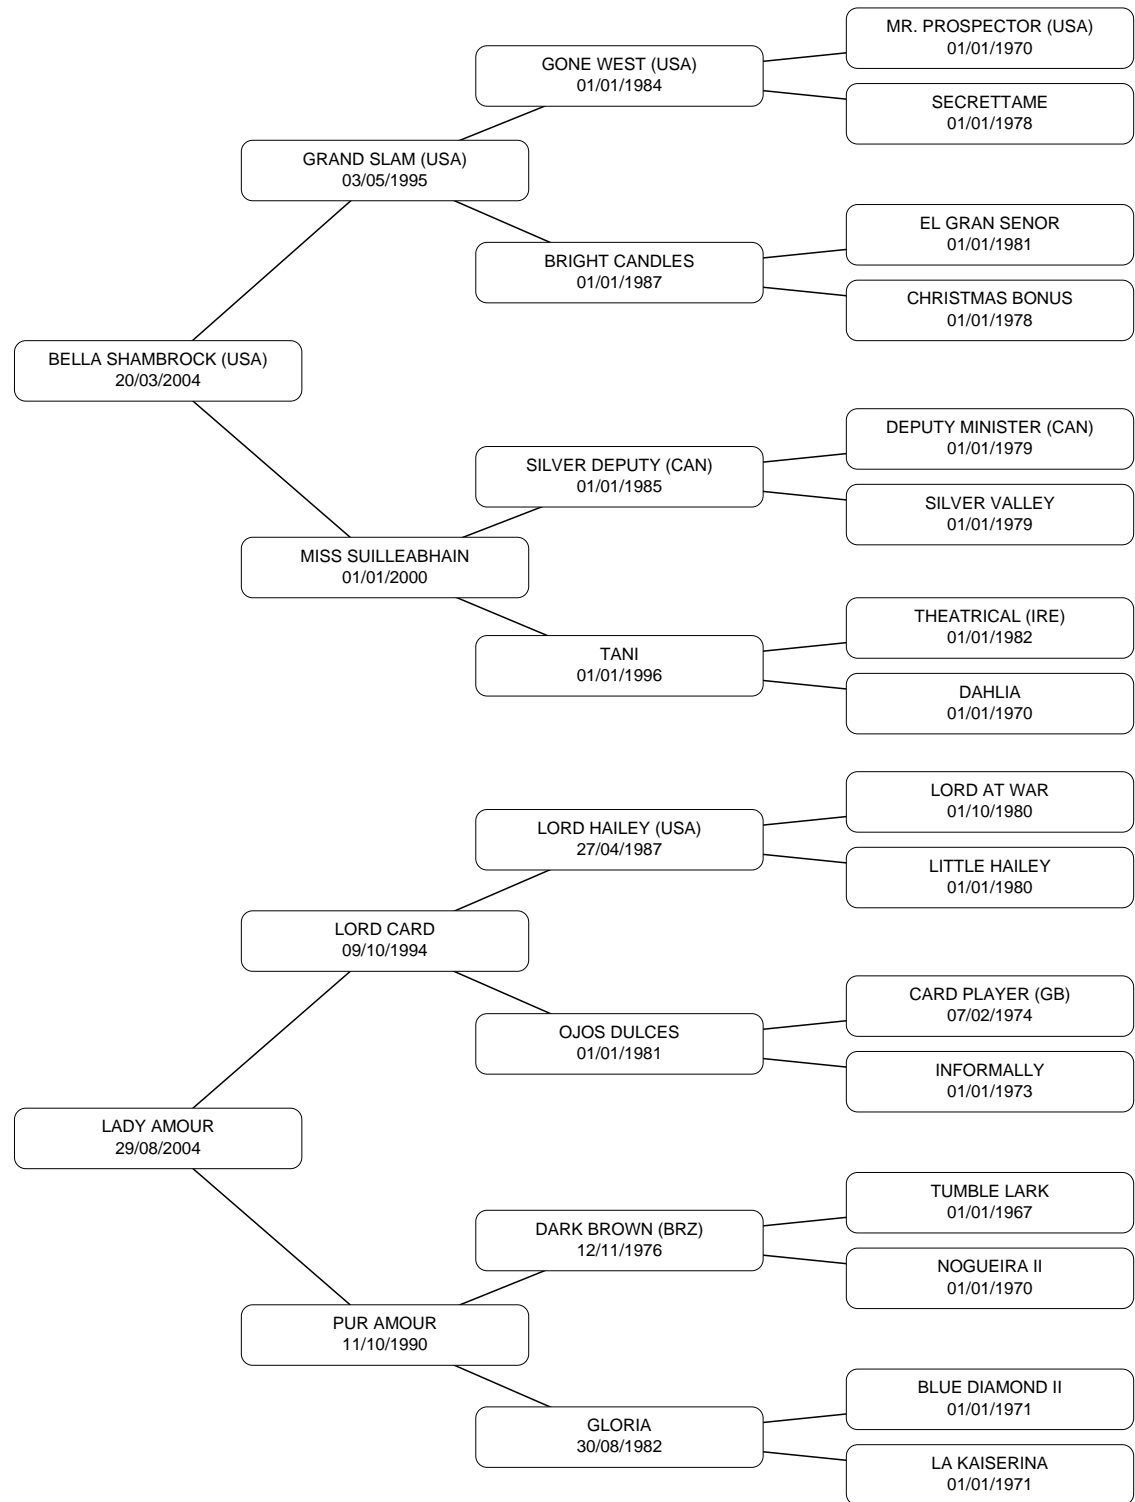 MR. PROSPECTOR (USA)
01/01/1970
GONE WEST (USA)
01/01/1984
SECRETTAME
01/01/1978
GRAND SLAM (USA)
03/05/1995
EL GRAN SENOR
01/01/1981
BRIGHT CANDLES
01/01/1987
CHRISTMAS BONUS
01/01/1978
BELLA SHAMBROCK (USA)
20/03/2004
DEPUTY MINISTER (CAN)
01/01/1979
SILVER DEPUTY (CAN)
01/01/1985
SILVER VALLEY
01/01/1979
MISS SUILLEABHAIN
01/01/2000
THEATRICAL (IRE)
01/01/1982
TANI
01/01/1996
DAHLIA
01/01/1970
LORD AT WAR
01/10/1980
LORD HAILEY (USA)
27/04/1987
LITTLE HAILEY
01/01/1980
LORD CARD
09/10/1994
CARD PLAYER (GB)
07/02/1974
OJOS DULCES
01/01/1981
INFORMALLY
01/01/1973
LADY AMOUR
29/08/2004
TUMBLE LARK
01/01/1967
DARK BROWN (BRZ)
12/11/1976
NOGUEIRA II
01/01/1970
PUR AMOUR
11/10/1990
BLUE DIAMOND II
01/01/1971
GLORIA
30/08/1982
LA KAISERINA
01/01/1971